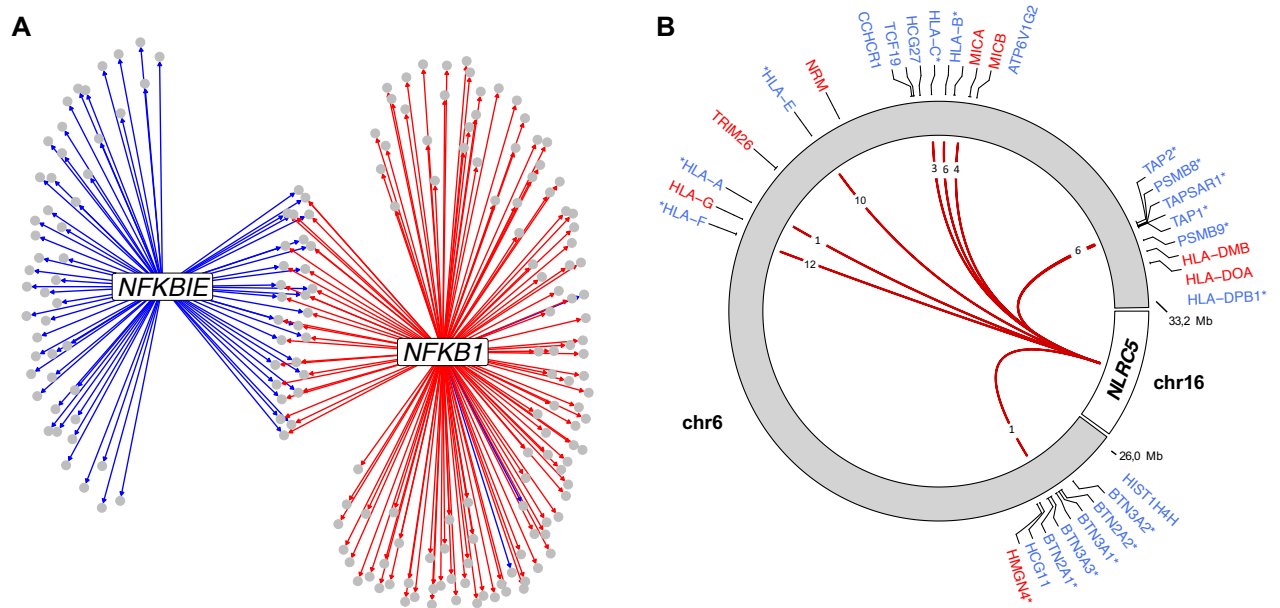 A
NFKBIE
NFKB1
B
CCHCR1
TCF19
HCG27
HLA–C*
HLA–B*
MICA
MICB
ATP6V1G2
NRM
*HLA–E
TRIM26
*HLA–A
HLA–G
*HLA–F
TAP2*
PSMB8*
TAPSAR1*
TAP1*
PSMB9*
HLA–DMB
HLA–DOA
HLA–DPB1*
33,2 Mb
3
6
4
10
1
12
6
1
NLRC5
chr16
chr6
26,0 Mb
HIST1H4H
BTN3A2*
BTN2A2*
BTN3A1*
BTN3A3*
BTN2A1*
HCG11
HMGN4*